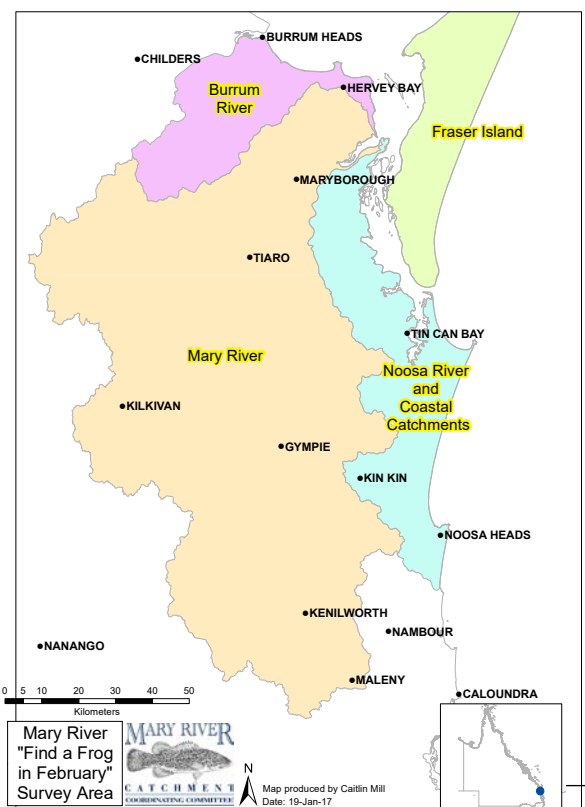 BURRUM HEADS
CHILDERS
Burrum
River
HERVEY BAY
Fraser Island
MARYBOROUGH
TIARO
TIN CAN BAY
Mary River
Noosa River
and
Coastal
Catchments
KILKIVAN
GYMPIE
KIN KIN
NOOSA HEADS
KENILWORTH
NAMBOUR
NANANGO
MALENY
CALOUNDRA
0 5 10 20 30 40 50
Kilometers
Mary River
"Find a Frog
in February"
Survey Area
MARY RIVER
CATCHMENT
COORDINATING COMMITTEE
N
Map produced by Caitlin Mill
Date: 19-Jan-17